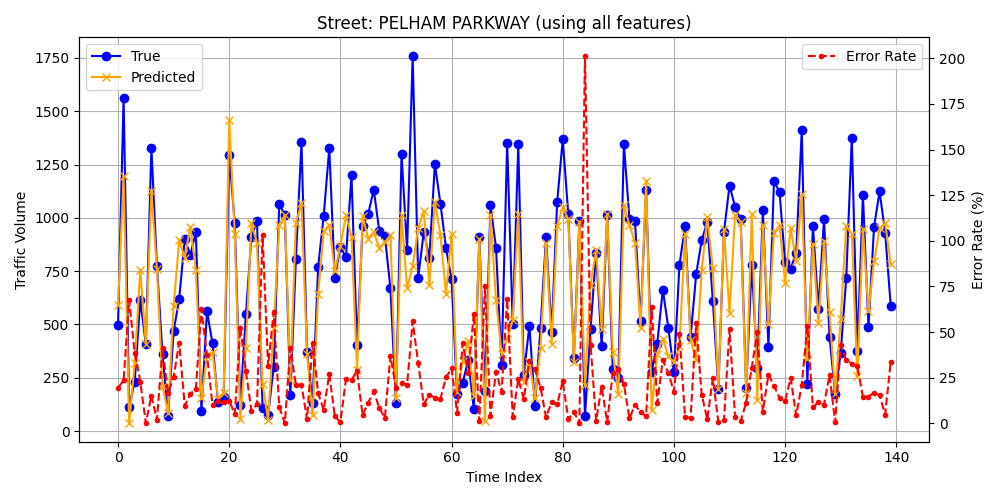 Street: PELHAM PARKWAY (using all features)
True
Predicted
Error Rate
Traffic Volume
1750
1500
1250
1000
750
500
250
0
200
175
150
125
100
75
50
25
0
Error Rate (%)
0 20 40 60 80 100 120 140
Time Index